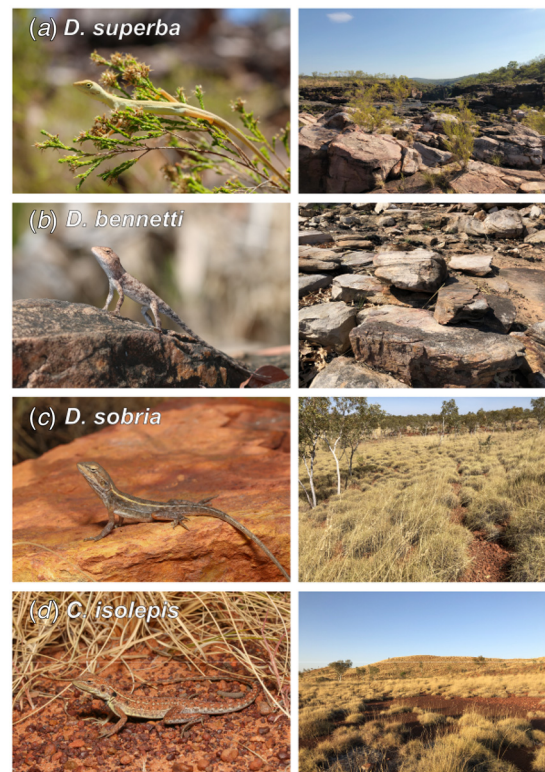 (a) D. superba
(b) D. bennetti
(c) D. sobria
(d) C. isolepis